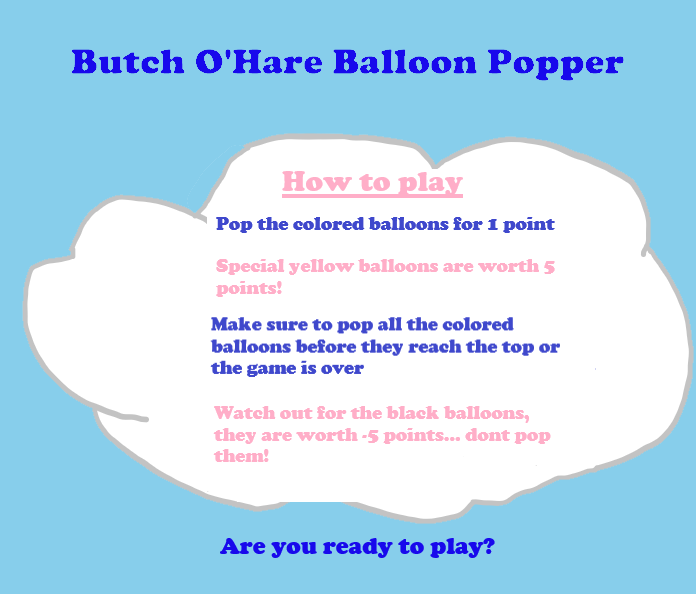 Butch O'Hare Balloon Popper
How to play
Pop the colored balloons for 1 point
Special yellow balloons are worth 5
points!
Make sure to pop all the colored
balloons before they reach the top or
the game is over
Watch out for the black balloons,
they are worth -5 points... dont pop
them!
Are you ready to play?